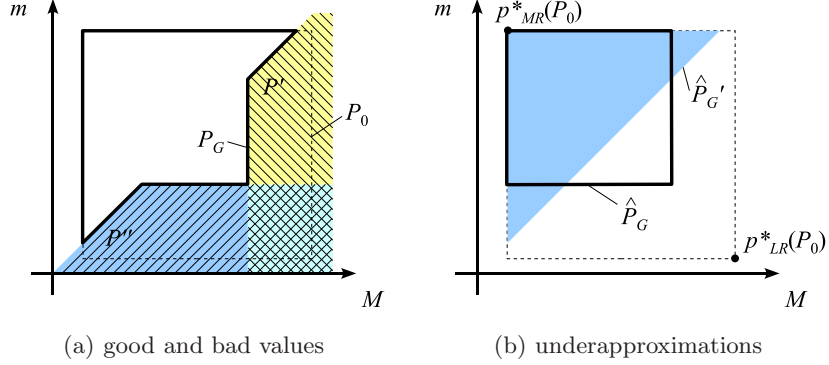 m
P'
P_G
P_0
P''
M
(a) good and bad values
m
p*_MR(P_0)
P̂_G'
P̂_G
p*_LR(P_0)
M
(b) underapproximations